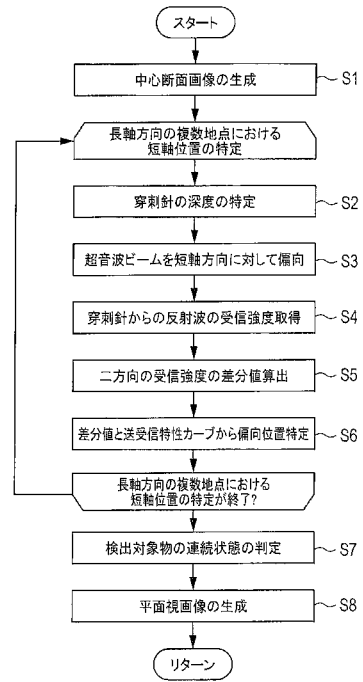 スタート
中心断面画像の生成
S1
長軸方向の複数地点における
短軸位置の特定
穿刺針の深度の特定
S2
超音波ビームを短軸方向に対して偏向
S3
穿刺針からの反射波の受信強度取得
S4
二方向の受信強度の差分値算出
S5
差分値と送受信特性カーブから偏向位置特定
S6
長軸方向の複数地点における
短軸位置の特定が終了?
検出対象物の連続状態の判定
S7
平面視画像の生成
S8
リターン